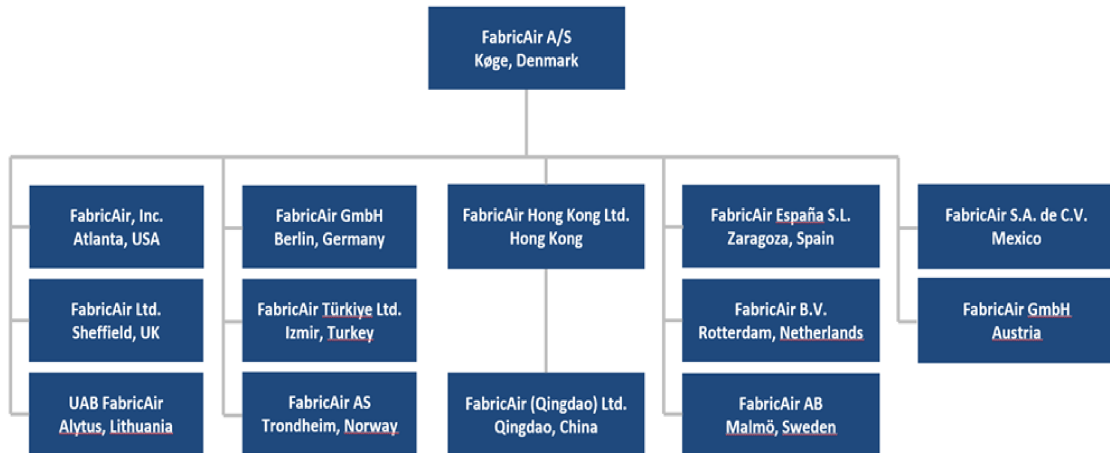 FabricAir A/S
Køge, Denmark
FabricAir, Inc.
Atlanta, USA
FabricAir GmbH
Berlin, Germany
FabricAir Hong Kong Ltd.
Hong Kong
FabricAir España S.L.
Zaragoza, Spain
FabricAir S.A. de C.V.
Mexico
FabricAir Ltd.
Sheffield, UK
FabricAir Türkiye Ltd.
Izmir, Turkey
FabricAir B.V.
Rotterdam, Netherlands
FabricAir GmbH
Austria
UAB FabricAir
Alytus, Lithuania
FabricAir AS
Trondheim, Norway
FabricAir (Qingdao) Ltd.
Qingdao, China
FabricAir AB
Malmö, Sweden